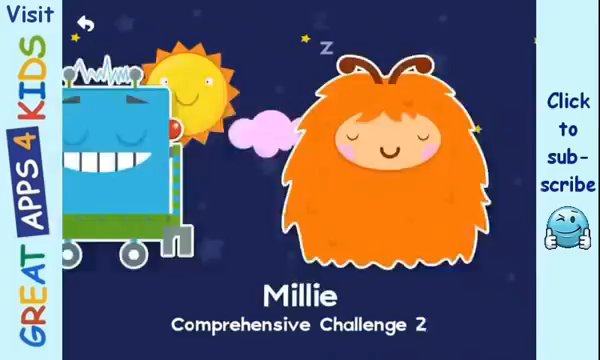 Visit
GREAT APPS 4 KIDS
Z
Millie
Comprehensive Challenge 2
Click
to
sub-
scribe